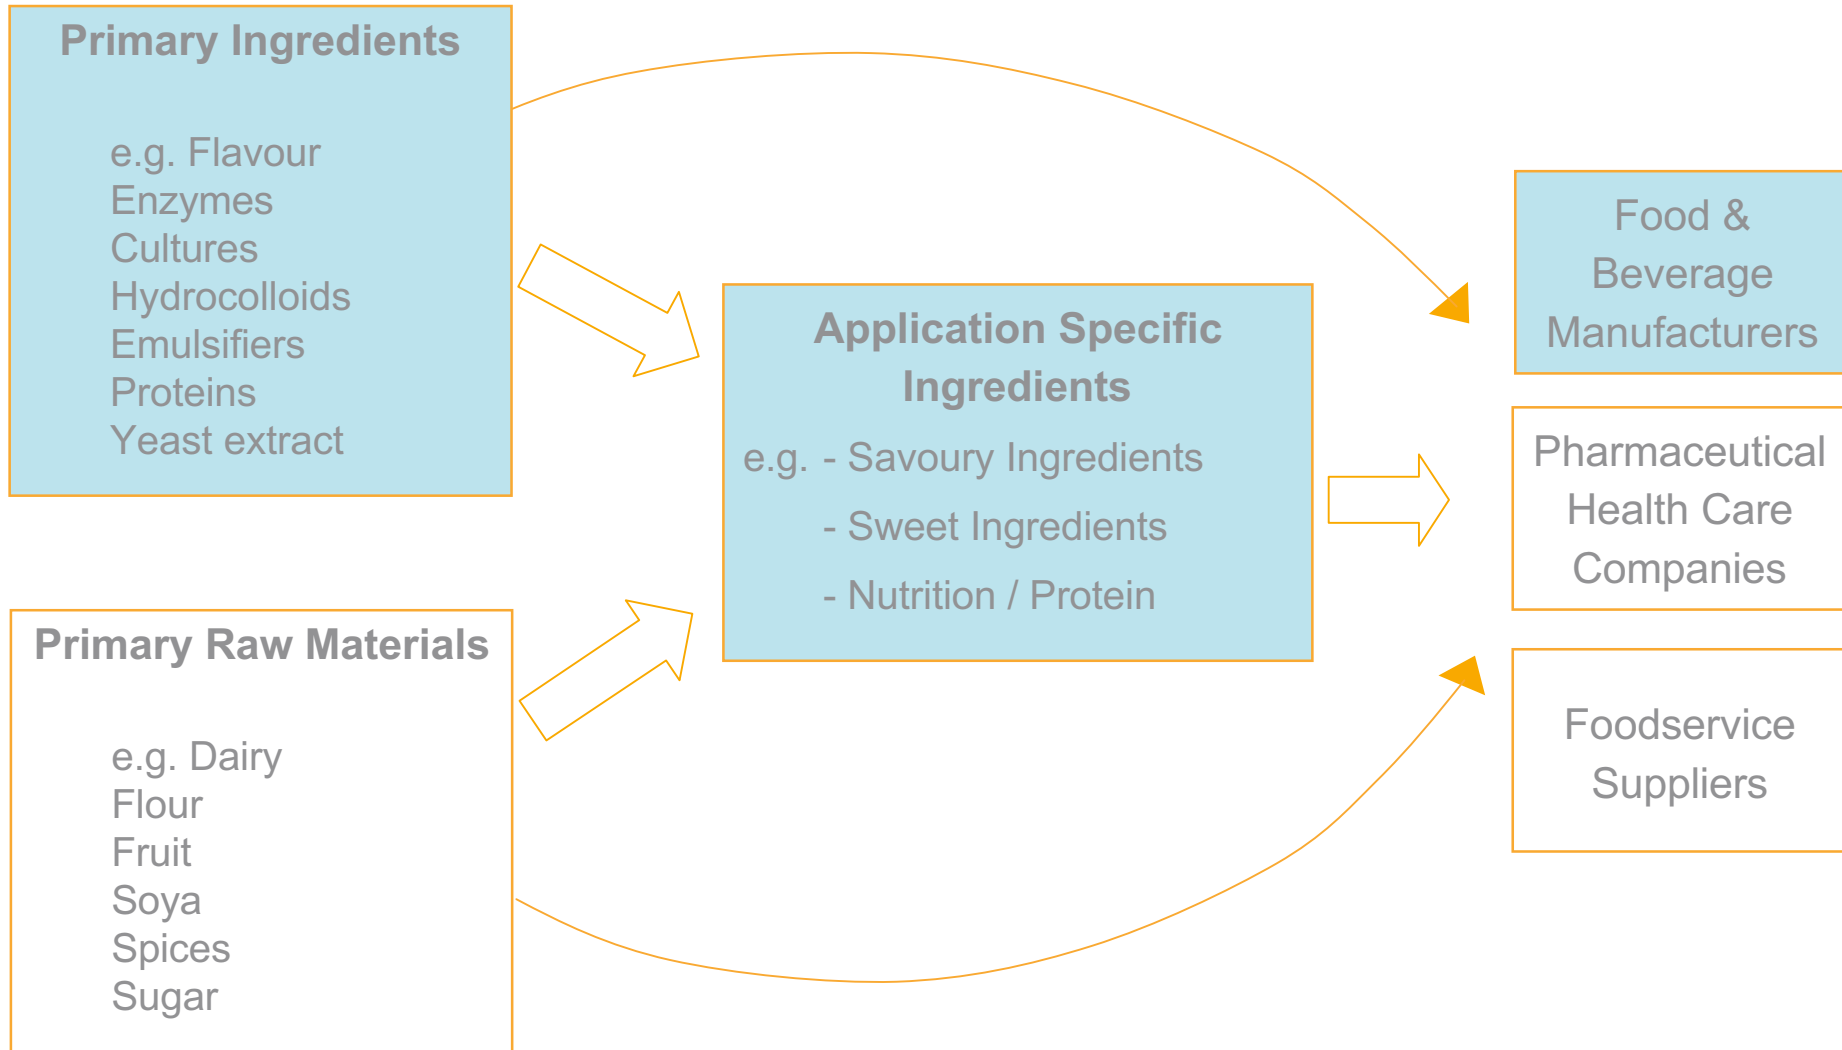 Primary Ingredients
e.g. Flavour
Enzymes
Cultures
Hydrocolloids
Emulsifiers
Proteins
Yeast extract
Primary Raw Materials
e.g. Dairy
Flour
Fruit
Soya
Spices
Sugar
Application Specific
Ingredients
e.g. - Savoury Ingredients
- Sweet Ingredients
- Nutrition / Protein
Food &
Beverage
Manufacturers
Pharmaceutical
Health Care
Companies
Foodservice
Suppliers